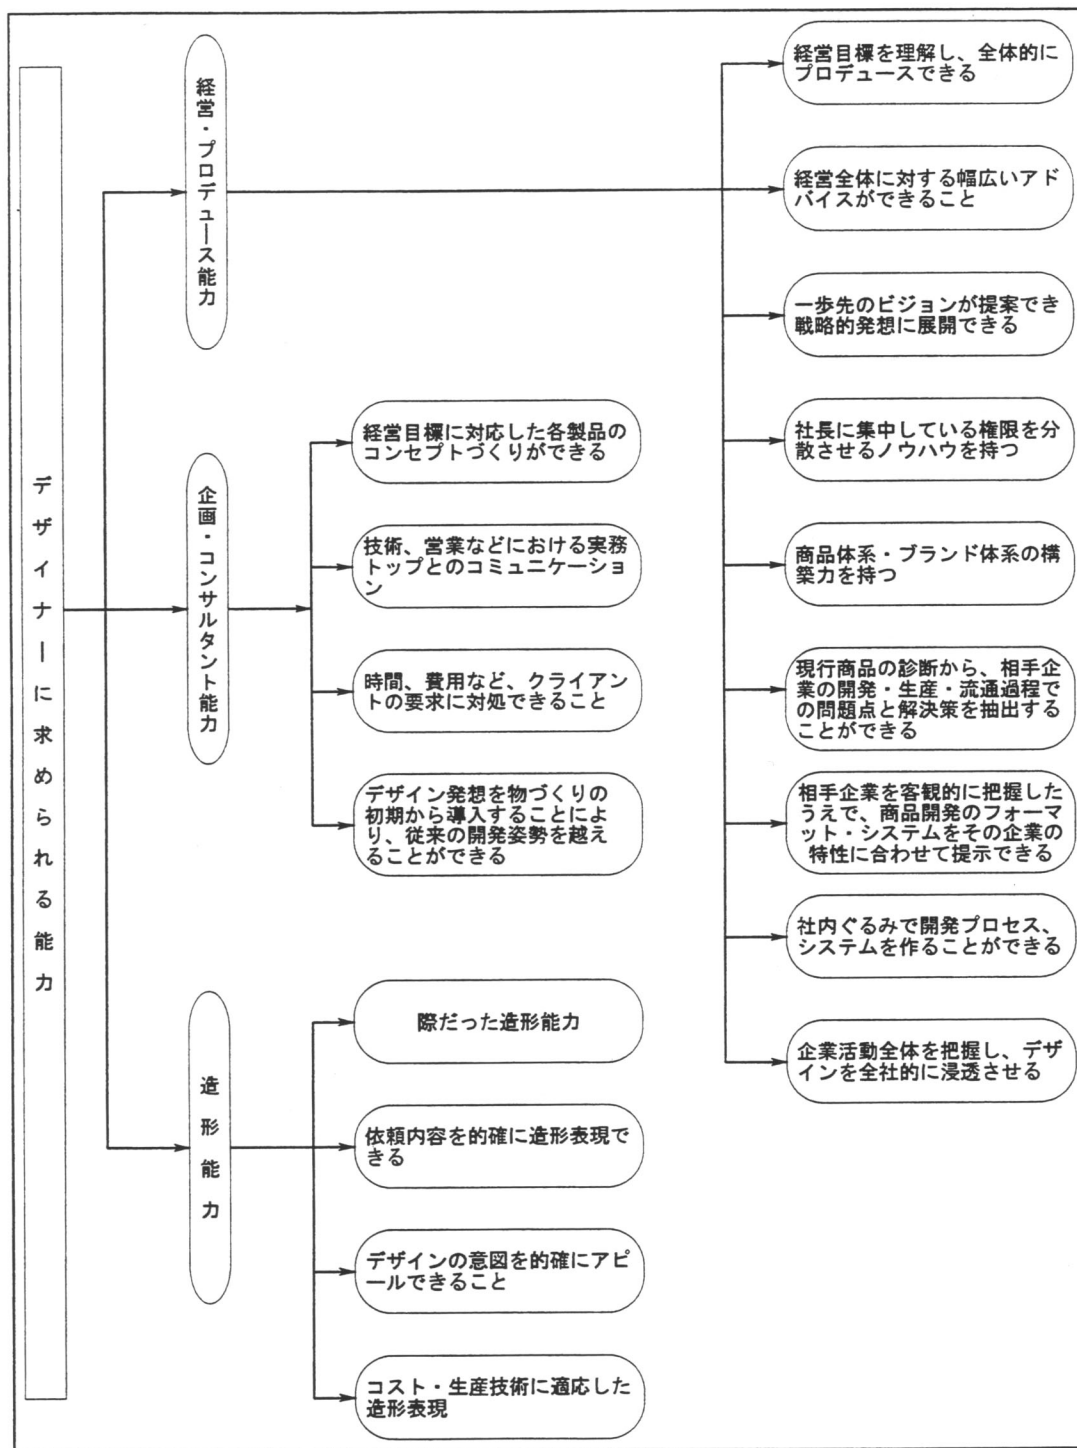 デザイナーに求められる能力
経営・プロデュース能力
経営目標を理解し、全体的に
プロデュースできる
経営全体に対する幅広いアド
バイスができること
一歩先のビジョンが提案でき
戦略的発想に展開できる
社長に集中している権限を分
散させるノウハウを持つ
商品体系・ブランド体系の構
築力を持つ
現行商品の診断から、相手企
業の開発・生産・流通過程で
の問題点と解決策を抽出する
ことができる
相手企業を客観的に把握した
うえで、商品開発のフォーマ
ット・システムをその企業の
特性に合わせて提示できる
社内ぐるみで開発プロセス、
システムを作ることができる
企業活動全体を把握し、デザ
インを全社的に浸透させる
企画・コンサルタント能力
経営目標に対応した各製品の
コンセプトづくりができる
技術、営業などにおける実務
トップとのコミュニケーショ
ン
時間、費用など、クライアン
トの要求に対処できること
デザイン発想を物づくりの
初期から導入することによ
り、従来の開発姿勢を越え
ることができる
造形能力
際だった造形能力
依頼内容を的確に造形表現で
きる
デザインの意図を的確にアピ
ールできること
コスト・生産技術に適応した
造形表現